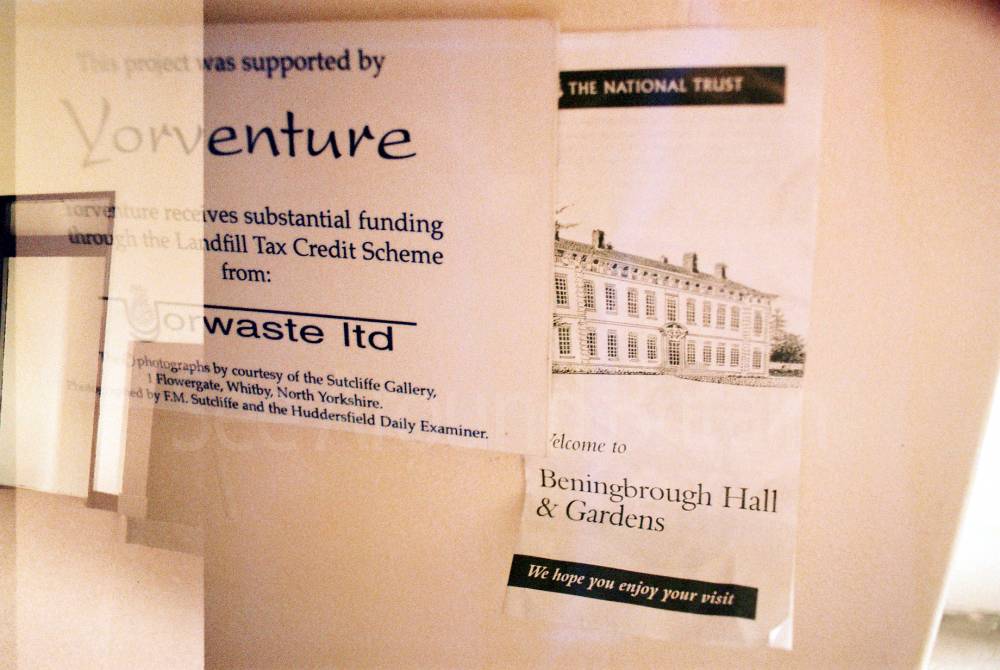 This project was supported by
Yorventure
Yorventure receives substantial funding
through the Landfill Tax Credit Scheme
from:
Yorwaste ltd
photographs by courtesy of the Sutcliffe Gallery,
1 Flowergate, Whitby, North Yorkshire.
Photographed by F.M. Sutcliffe and the Huddersfield Daily Examiner.
THE NATIONAL TRUST
Welcome to
Beningbrough Hall
& Gardens
We hope you enjoy your visit